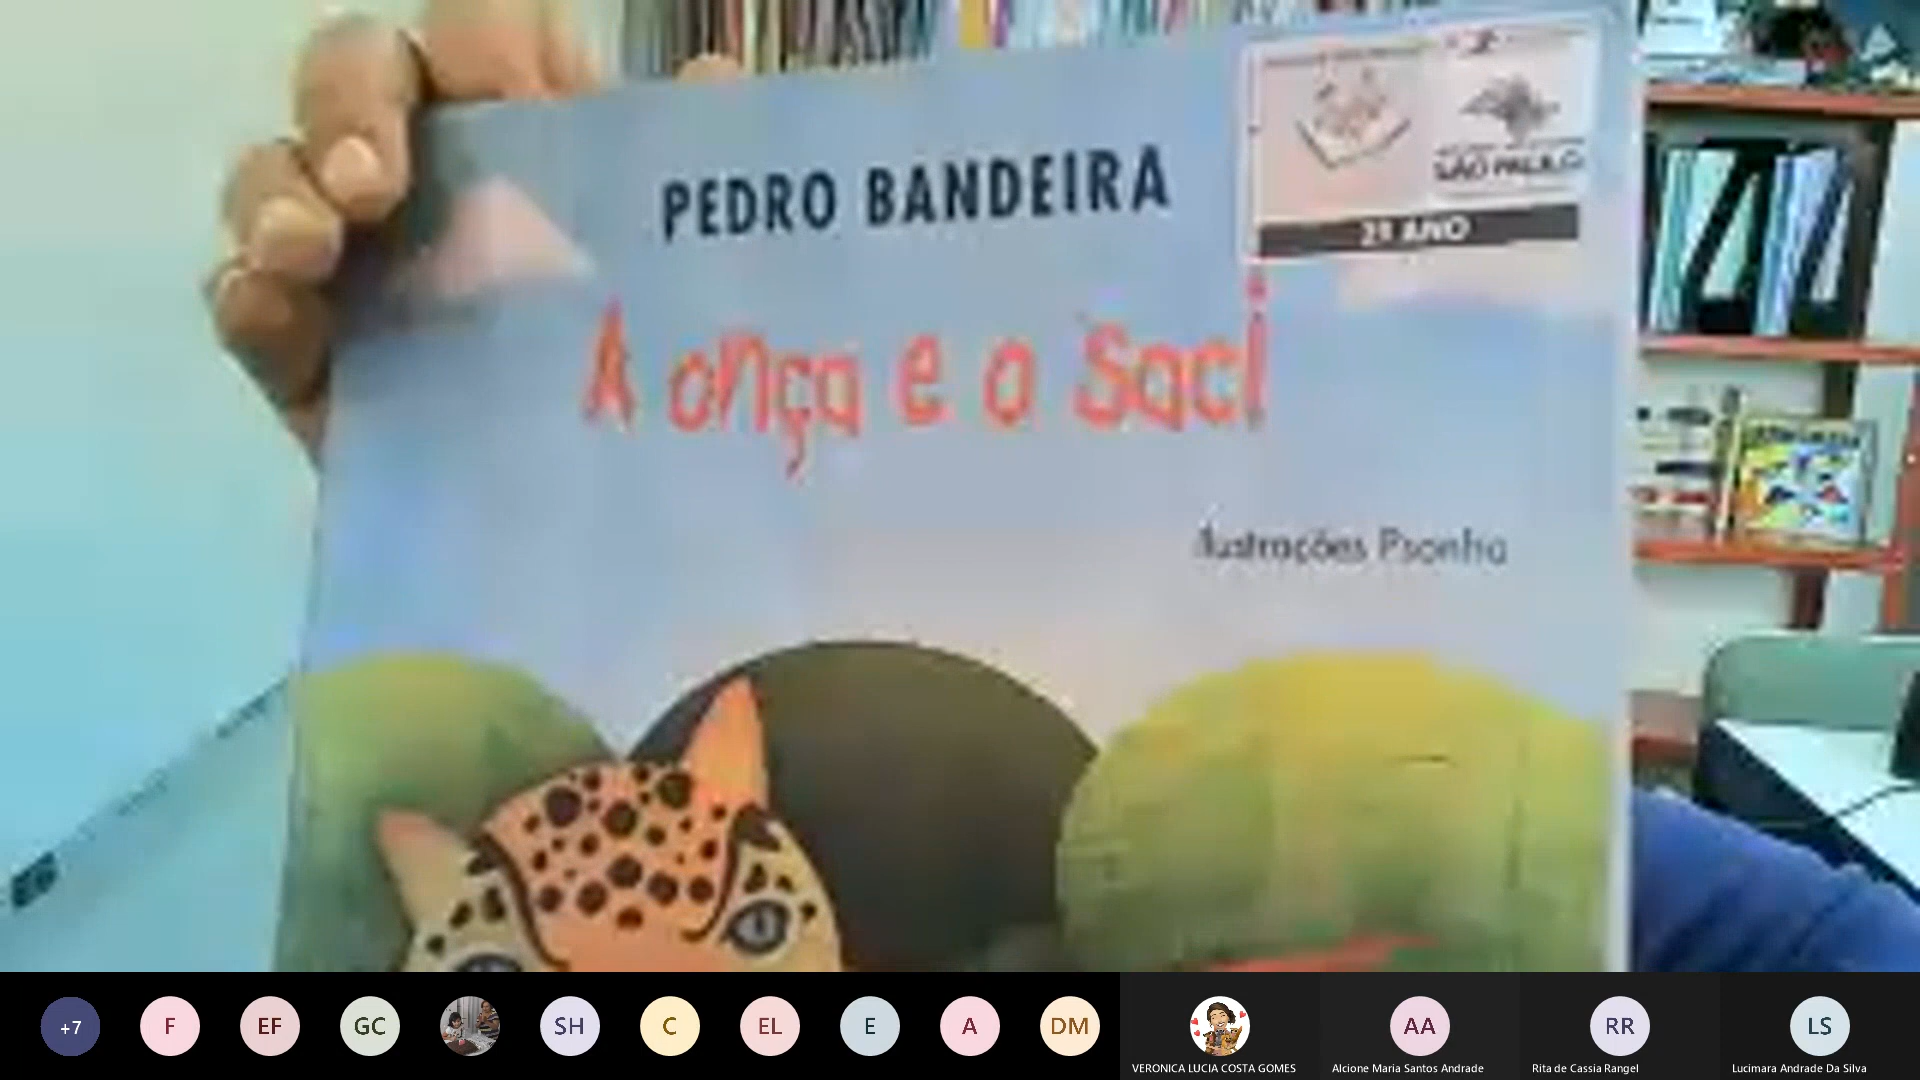 PEDRO BANDEIRA
SÃO PAULO
2º ANO
A onça e o Saci
Ilustrações Psonha
+7
F
EF
GC
SH
C
EL
E
A
DM
AA
RR
LS
VERONICA LUCIA COSTA GOMES
Alcione Maria Santos Andrade
Rita de Cassia Rangel
Lucimara Andrade Da Silva